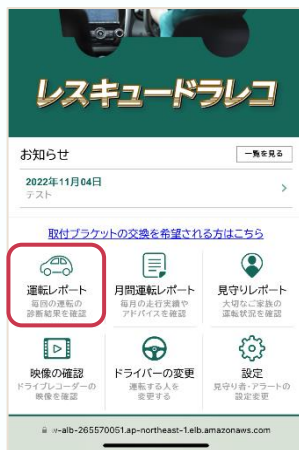 レスキュードラレコ
お知らせ
一覧を見る
2022年11月04日
テスト
取付ブラケットの交換を希望される方はこちら
運転レポート
毎回の運転の
診断結果を確認
月間運転レポート
毎月の走行実績や
アドバイスを確認
見守りレポート
大切なご家族の
運転状況を確認
映像の確認
ドライブレコーダーの
映像を確認
ドライバーの変更
運転する人を
変更する
設定
見守り者・アラートの
設定変更
r-alb-265570051.ap-northeast-1.elb.amazonaws.com